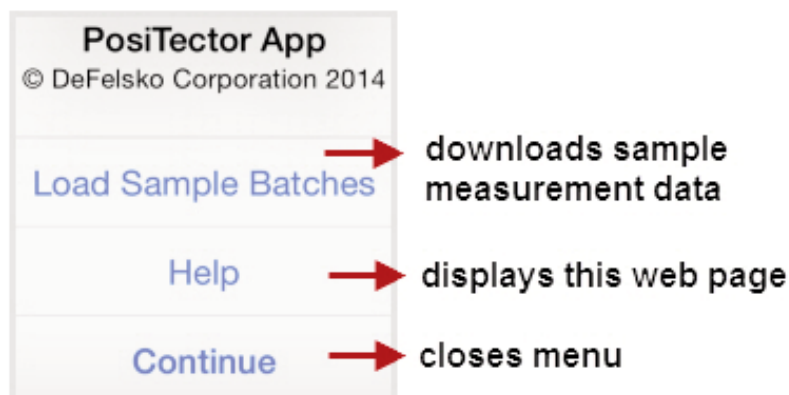 PosiTector App
© DeFelsko Corporation 2014
downloads sample
Load Sample Batches
measurement data
Help
displays this web page
Continue
closes menu